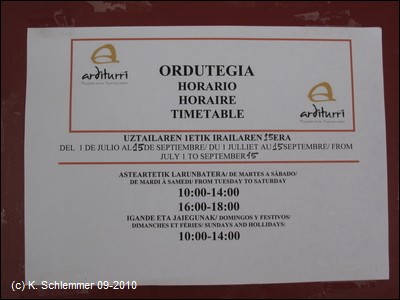 arditurri
ORDUTEGIA
HORARIO
HORAIRE
TIMETABLE
arditurri
UZTAILAREN 1ETIK IRAILAREN 15ERA
DEL 1 DE JULIO AL 15 DE SEPTIEMBRE/ DU 1 JULLIET AU 15 SEPTEMBRE/ FROM
JULY 1 TO SEPTEMBER 15
ASTEARTETIK LARUNBATERA/ DE MARTES A SÁBADO/
DE MARDI À SAMEDI/ FROM TUESDAY TO SATURDAY
10:00-14:00
16:00-18:00
IGANDE ETA JAIEGUNAK/ DOMINGOS Y FESTIVOS/
DIMANCHES ET FÉRIES/ SUNDAYS AND HOLLIDAYS:
10:00-14:00
(c) K. Schlemmer 09-2010